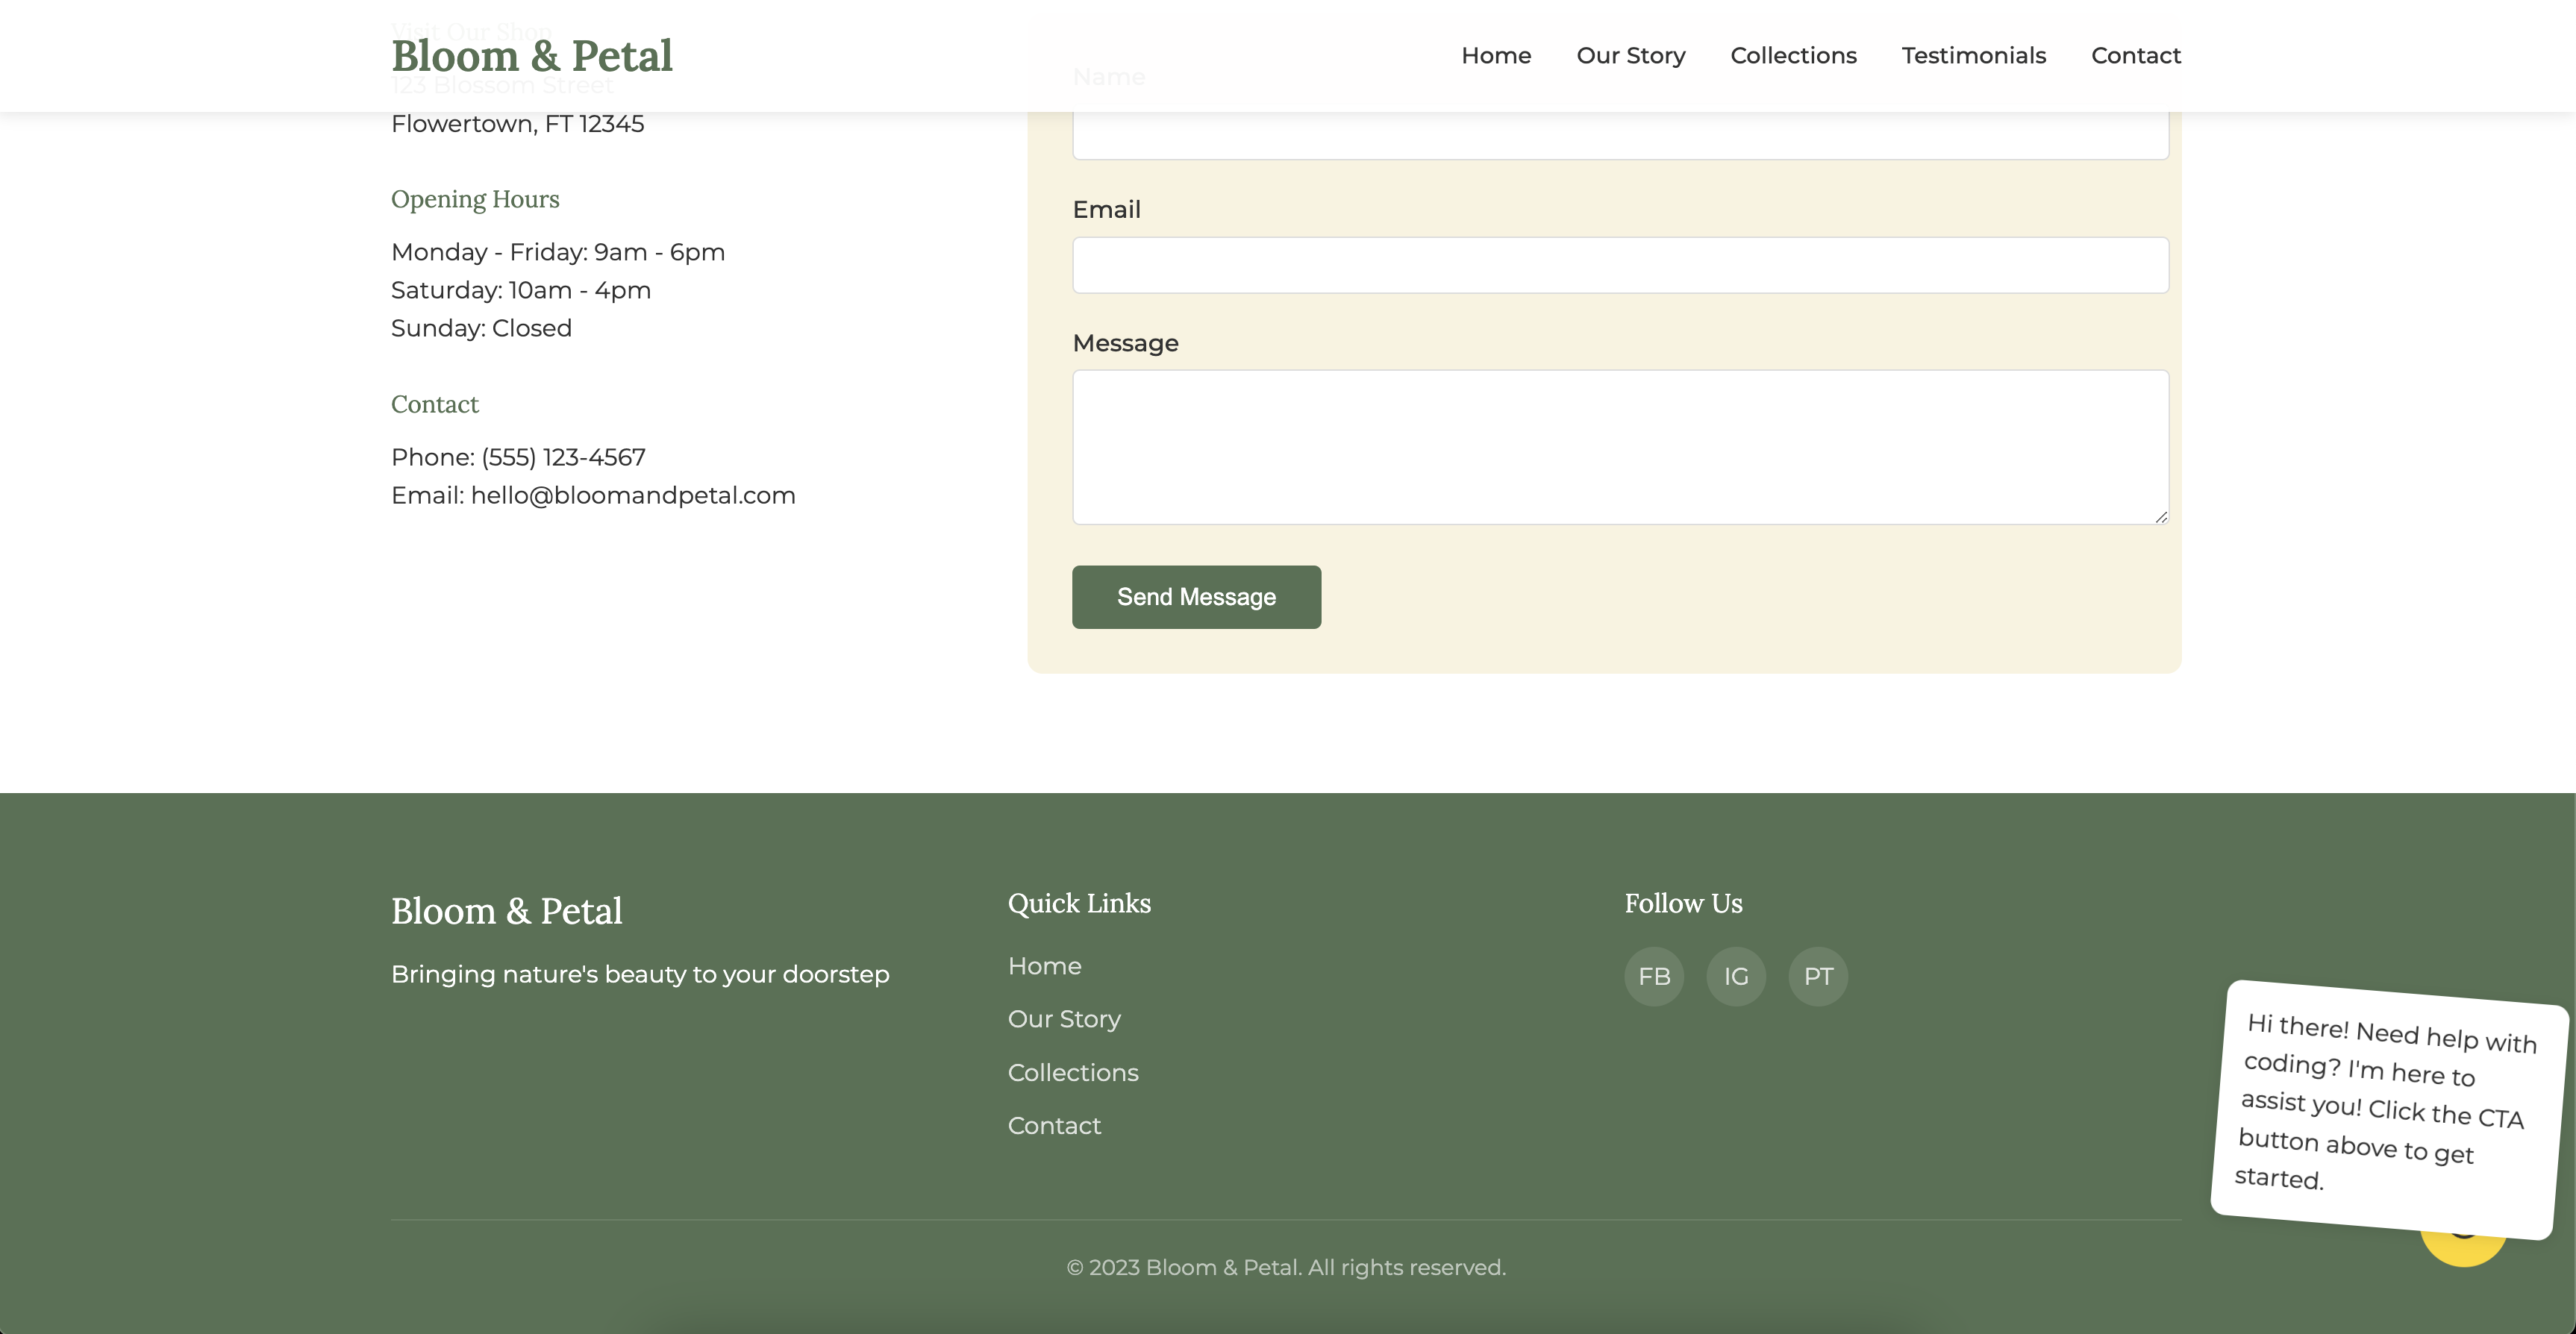 Bloom & Petal
Home
Our Story
Collections
Testimonials
Contact
Visit Our Shop
123 Blossom Street
Flowertown, FT 12345
Opening Hours
Monday - Friday: 9am - 6pm
Saturday: 10am - 4pm
Sunday: Closed
Contact
Phone: (555) 123-4567
Email: hello@bloomandpetal.com
Name
Email
Message
Send Message
Bloom & Petal
Bringing nature's beauty to your doorstep
Quick Links
Home
Our Story
Collections
Contact
Follow Us
FB
IG
PT
Hi there! Need help with
coding? I'm here to
assist you! Click the CTA
button above to get
started.
© 2023 Bloom & Petal. All rights reserved.